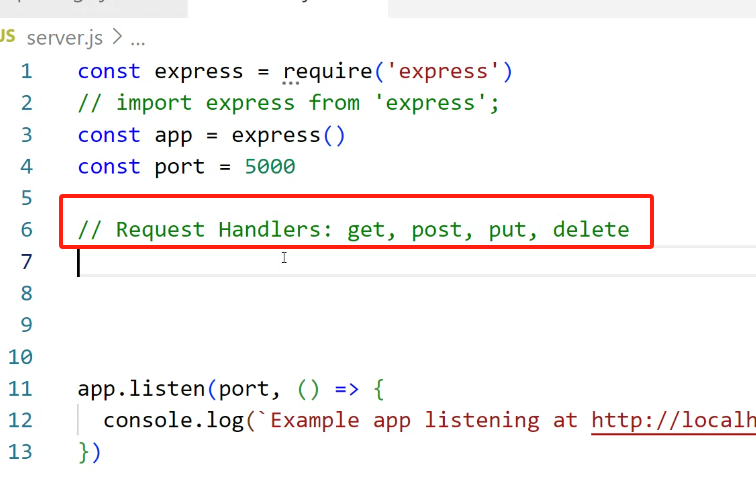 JS server.js > ...
1 const express = require('express')
2 // import express from 'express';
3 const app = express()
4 const port = 5000
5
6 // Request Handlers: get, post, put, delete
7
8
9
10
11 app.listen(port, () => {
12 console.log(`Example app listening at http://localh
13 })